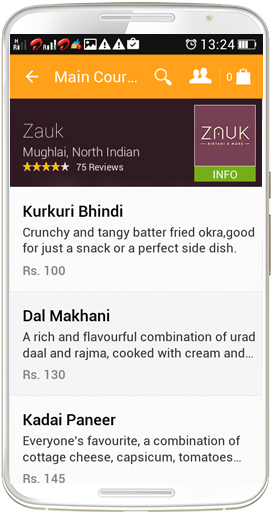 13:24
Main Cour...
0
Zauk
Mughlai, North Indian
75 Reviews
ZAUK
BIRYANI & MORE
INFO
Kurkuri Bhindi
Crunchy and tangy batter fried okra,good
for just a snack or a perfect side dish.
Rs. 100
Dal Makhani
A rich and flavourful combination of urad
daal and rajma, cooked with cream and...
Rs. 130
Kadai Paneer
Everyone's favourite, a combination of
cottage cheese, capsicum, tomatoes...
Rs. 145